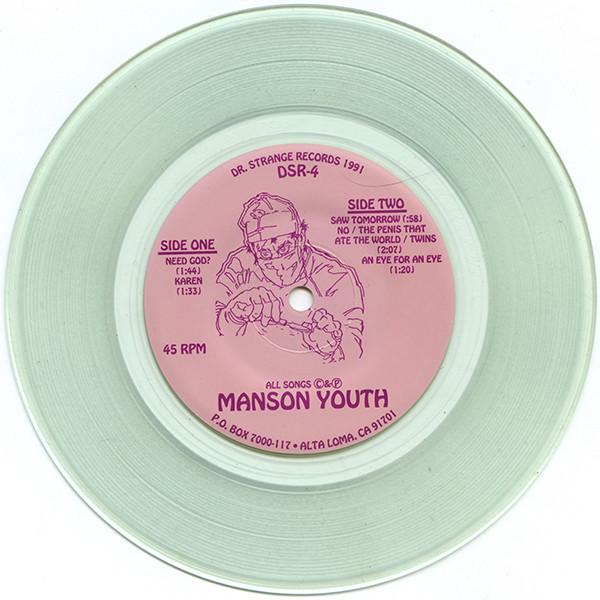 DR. STRANGE RECORDS 1991
DSR-4
SIDE ONE
NEED GOD?
(1:44)
KAREN
(1:33)
SIDE TWO
SAW TOMORROW (:58)
NO / THE PENIS THAT
ATE THE WORLD / TWINS
(2:07)
AN EYE FOR AN EYE
(1:20)
45 RPM
ALL SONGS ©&℗
MANSON YOUTH
P.O. BOX 7000-117 • ALTA LOMA, CA 91701